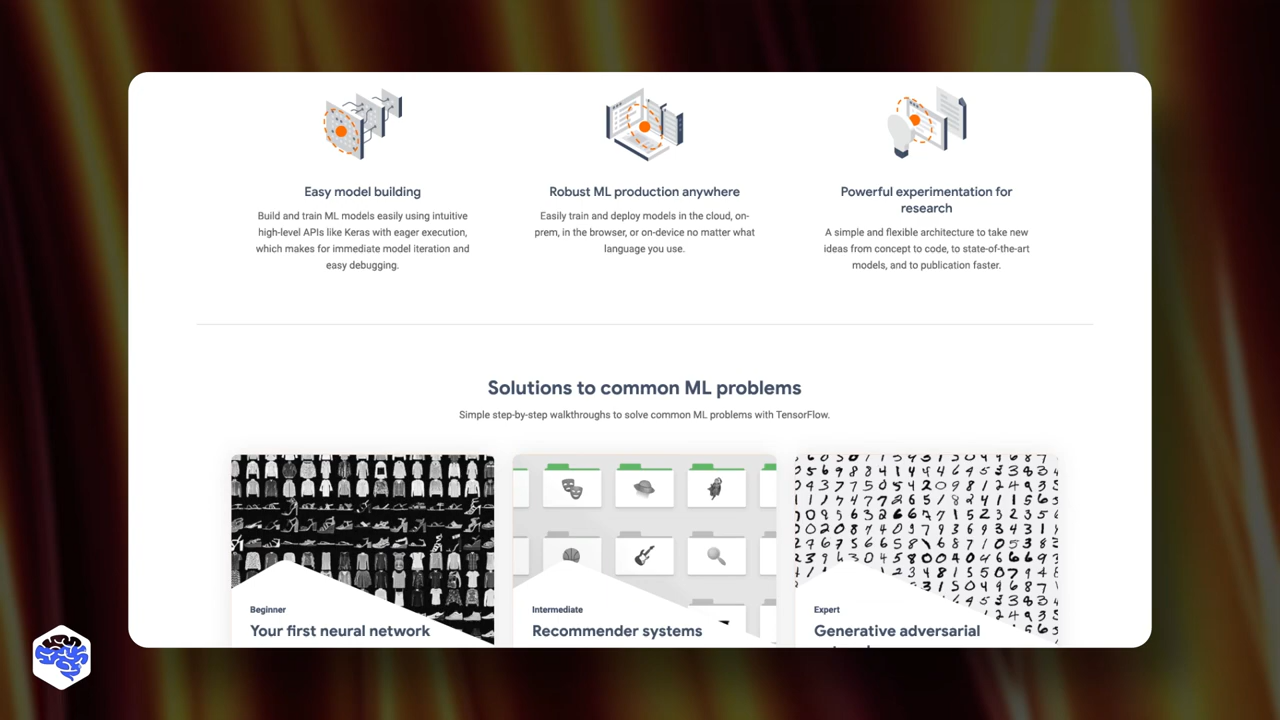 Easy model building
Build and train ML models easily using intuitive
high-level APIs like Keras with eager execution,
which makes for immediate model iteration and
easy debugging.
Robust ML production anywhere
Easily train and deploy models in the cloud, on-
prem, in the browser, or on-device no matter what
language you use.
Powerful experimentation for
research
A simple and flexible architecture to take new
ideas from concept to code, to state-of-the-art
models, and to publication faster.
Solutions to common ML problems
Simple step-by-step walkthroughs to solve common ML problems with TensorFlow.
Beginner
Your first neural network
Intermediate
Recommender systems
Expert
Generative adversarial